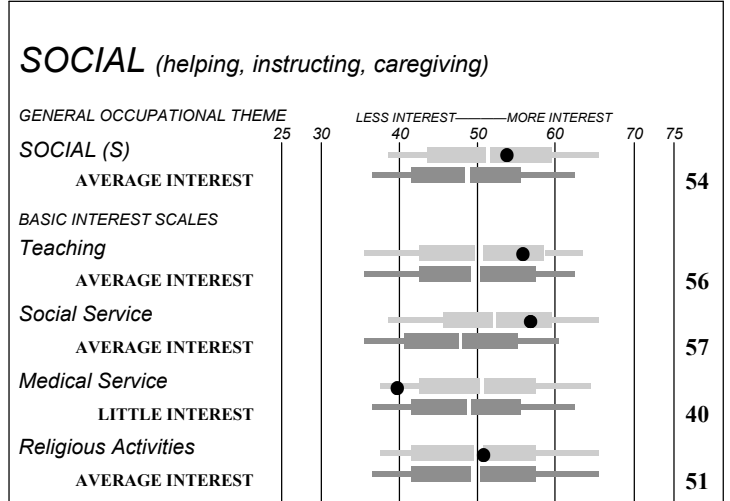 SOCIAL (helping, instructing, caregiving)
GENERAL OCCUPATIONAL THEME LESS INTEREST MORE INTEREST
25 30 40 50 60 70 75
SOCIAL (S)
AVERAGE INTEREST 54
BASIC INTEREST SCALES
Teaching
AVERAGE INTEREST 56
Social Service
AVERAGE INTEREST 57
Medical Service
LITTLE INTEREST 40
Religious Activities
AVERAGE INTEREST 51